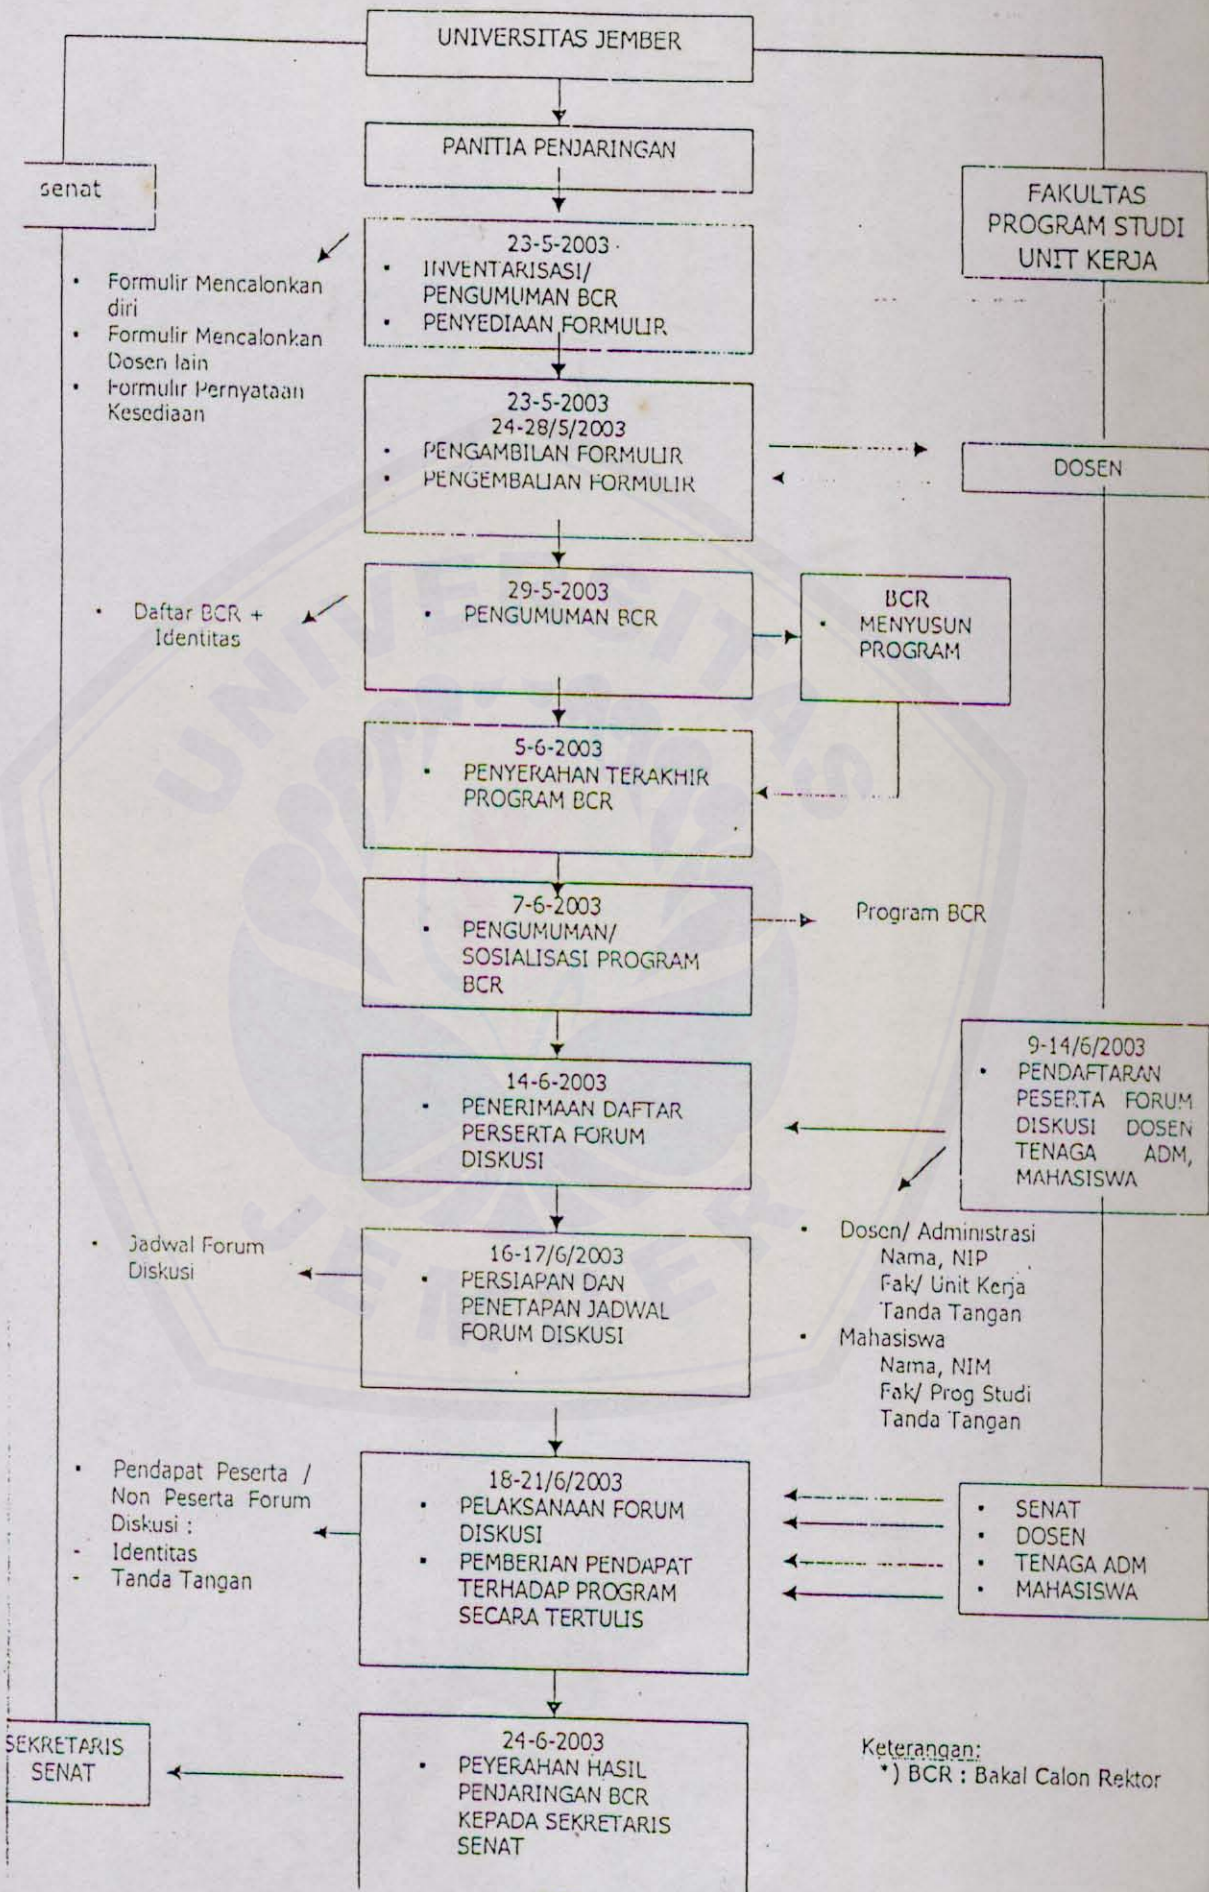 UNIVERSITAS JEMBER
PANITIA PENJARINGAN
senat
FAKULTAS
PROGRAM STUDI
UNIT KERJA
23-5-2003
• INVENTARISASI/
PENGUMUMAN BCR
• PENYEDIAAN FORMULIR
• Formulir Mencalonkan
diri
• Formulir Mencalonkan
Dosen lain
• Formulir Pernyataan
Kesediaan
23-5-2003
24-28/5/2003
• PENGAMBILAN FORMULIR
• PENGEMBALIAN FORMULIR
DOSEN
29-5-2003
• PENGUMUMAN BCR
• Daftar BCR +
Identitas
BCR
• MENYUSUN
PROGRAM
5-6-2003
• PENYERAHAN TERAKHIR
PROGRAM BCR
7-6-2003
• PENGUMUMAN/
SOSIALISASI PROGRAM
BCR
Program BCR
14-6-2003
• PENERIMAAN DAFTAR
PERSERTA FORUM
DISKUSI
9-14/6/2003
• PENDAFTARAN
PESERTA FORUM
DISKUSI DOSEN
TENAGA ADM,
MAHASISWA
• Jadwal Forum
Diskusi
16-17/6/2003
• PERSIAPAN DAN
PENETAPAN JADWAL
FORUM DISKUSI
• Dosen/ Administrasi
Nama, NIP
Fak/ Unit Kerja
Tanda Tangan
• Mahasiswa
Nama, NIM
Fak/ Prog Studi
Tanda Tangan
• Pendapat Peserta /
Non Peserta Forum
Diskusi :
- Identitas
- Tanda Tangan
18-21/6/2003
• PELAKSANAAN FORUM
DISKUSI
• PEMBERIAN PENDAPAT
TERHADAP PROGRAM
SECARA TERTULIS
• SENAT
• DOSEN
• TENAGA ADM
• MAHASISWA
SEKRETARIS
SENAT
24-6-2003
• PEYERAHAN HASIL
PENJARINGAN BCR
KEPADA SEKRETARIS
SENAT
Keterangan:
*) BCR : Bakal Calon Rektor
UNIVERSITAS
JEMBER